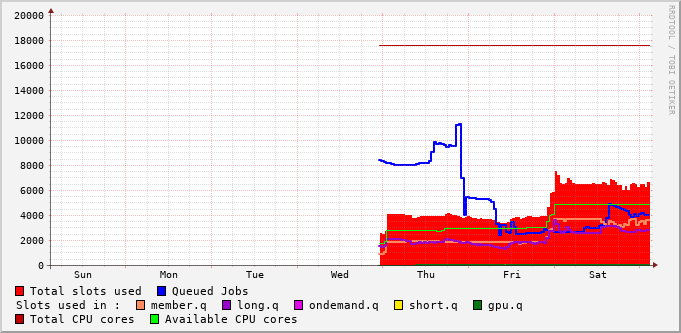 20000
18000
16000
14000
12000
10000
8000
6000
4000
2000
0
Sun Mon Tue Wed Thu Fri Sat
RRDTOOL / TOBI OETIKER
Total slots used Queued Jobs
Slots used in : member.q long.q ondemand.q short.q gpu.q
Total CPU cores Available CPU cores